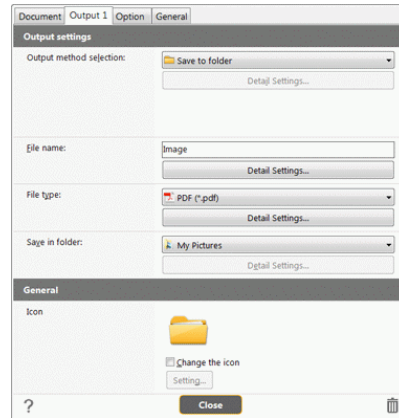 Document Output 1 Option General
Output settings
Output method selection: Save to folder
Detail Settings...
File name: Image
Detail Settings...
File type: PDF (*.pdf)
Detail Settings...
Save in folder: My Pictures
Detail Settings...
General
Icon
Change the icon
Setting...
? Close